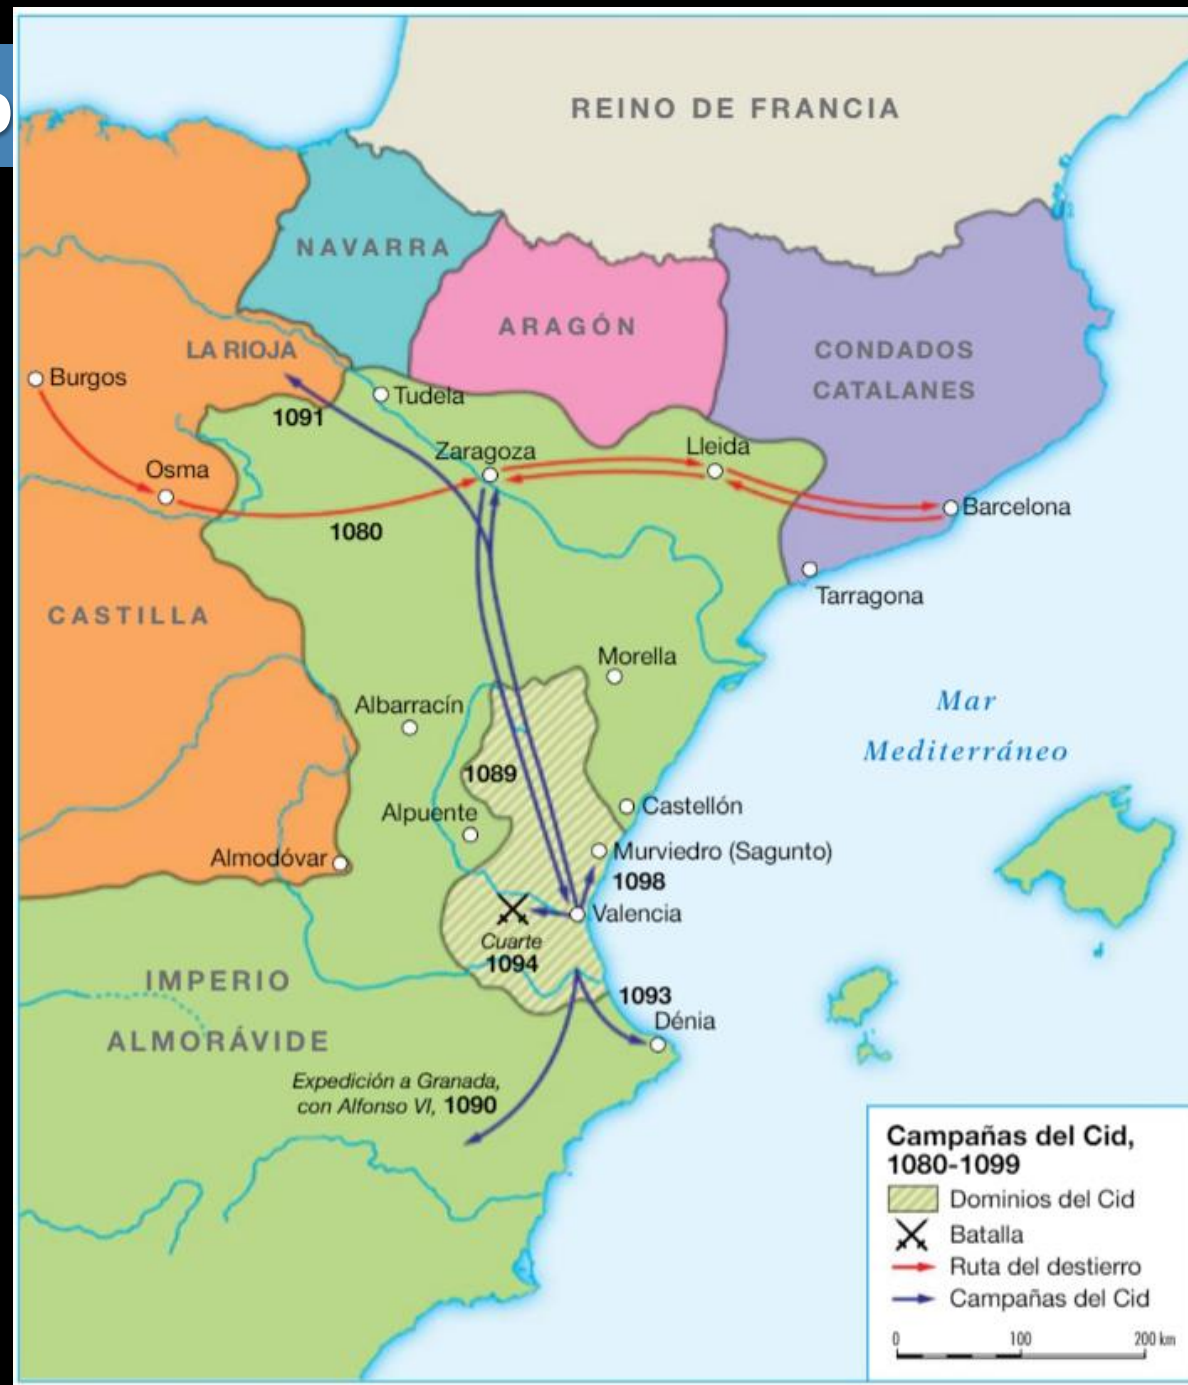 REINO DE FRANCIA
NAVARRA
ARAGÓN
CONDADOS
CATALANES
LA RIOJA
Burgos
Tudela
1091
Zaragoza
Lleida
Osma
Barcelona
1080
Tarragona
CASTILLA
Morella
Albarracín
Mar
Mediterráneo
1089
Alpuente
Castellón
Almodóvar
Murviedro (Sagunto)
1098
Valencia
Cuarte
1094
IMPERIO
ALMORÁVIDE
1093
Dénia
Expedición a Granada,
con Alfonso VI, 1090
Campañas del Cid,
1080-1099
Dominios del Cid
Batalla
Ruta del destierro
Campañas del Cid
0 100 200 km